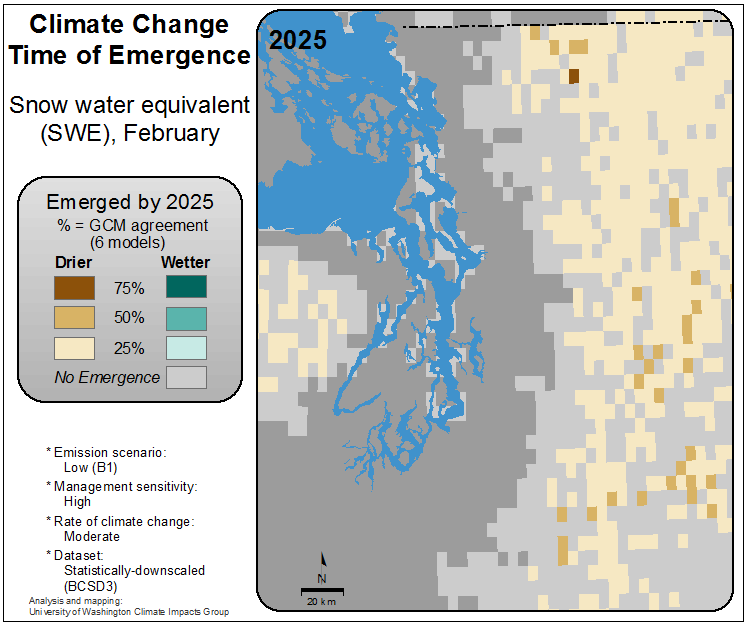 Climate Change
Time of Emergence
Snow water equivalent
(SWE), February
Emerged by 2025
% = GCM agreement
(6 models)
Drier Wetter
75%
50%
25%
No Emergence
* Emission scenario:
Low (B1)
* Management sensitivity:
High
* Rate of climate change:
Moderate
* Dataset:
Statistically-downscaled
(BCSD3)
Analysis and mapping:
University of Washington Climate Impacts Group
2025
N
20 km